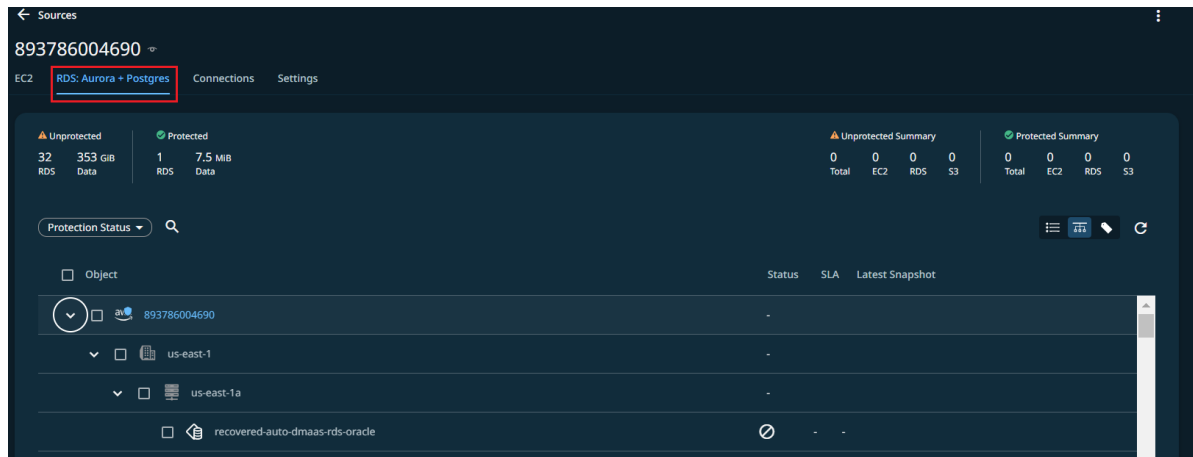 Sources
893786004690
EC2 RDS: Aurora + Postgres Connections Settings
Unprotected Protected Unprotected Summary Protected Summary
32 353 GiB 1 7.5 MiB 0 0 0 0 0 0 0 0
RDS Data RDS Data Total EC2 RDS S3 Total EC2 RDS S3
Protection Status
Object Status SLA Latest Snapshot
893786004690 -
us-east-1 -
us-east-1a -
recovered-auto-dmaas-rds-oracle - -